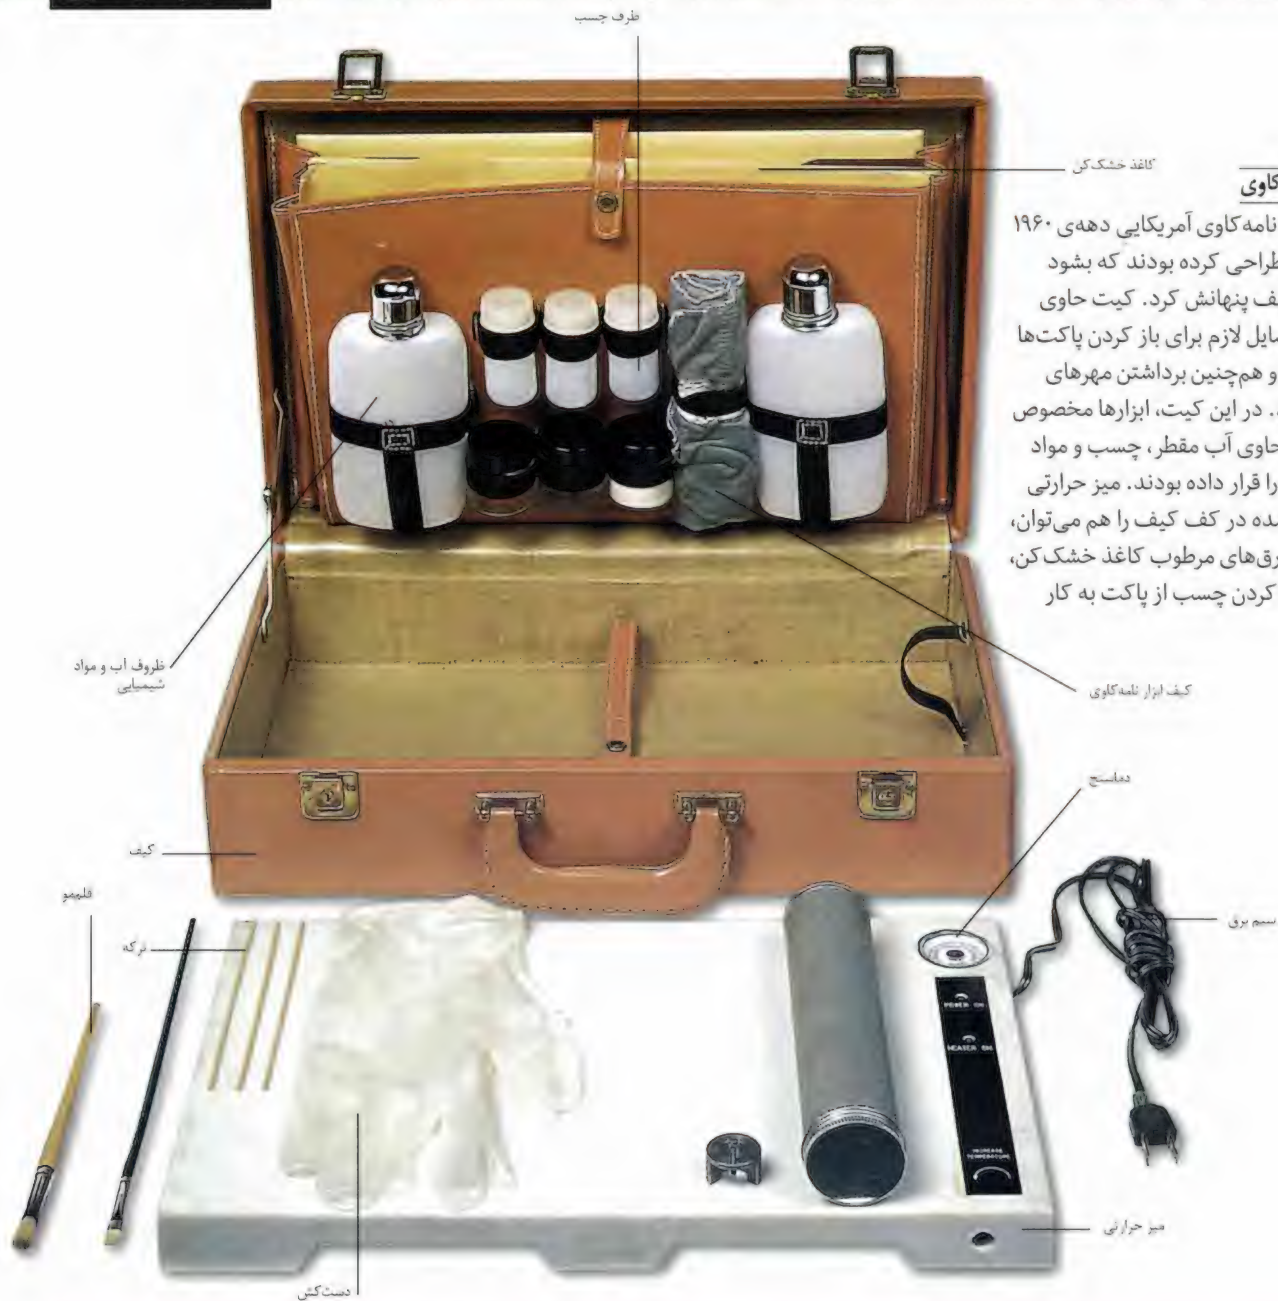 ظرف چسب
کاغذ خشک‌کن
کاوی
نامه‌کاوی آمریکایی دهه‌ی ۱۹۶۰
طراحی کرده بودند که بشود
یف پنهانش کرد. کیت حاوی
سایل لازم برای باز کردن پاکت‌ها
و هم‌چنین برداشتن مهرهای
. در این کیت، ابزارها مخصوص
حاوی آب مقطر، چسب و مواد
را قرار داده بودند. میز حرارتی
ده در کف کیف را هم می‌توان،
رق‌های مرطوب کاغذ خشک‌کن،
کردن چسب از پاکت به کار
ظروف آب و مواد
شیمیایی
کیف ابزار نامه‌کاوی
دماسنج
کیف
قلم‌مو
ترکه
سیم برق
POWER ON
HEATER ON
INCREASE
TEMPERATURE
میز حرارتی
دست‌کش